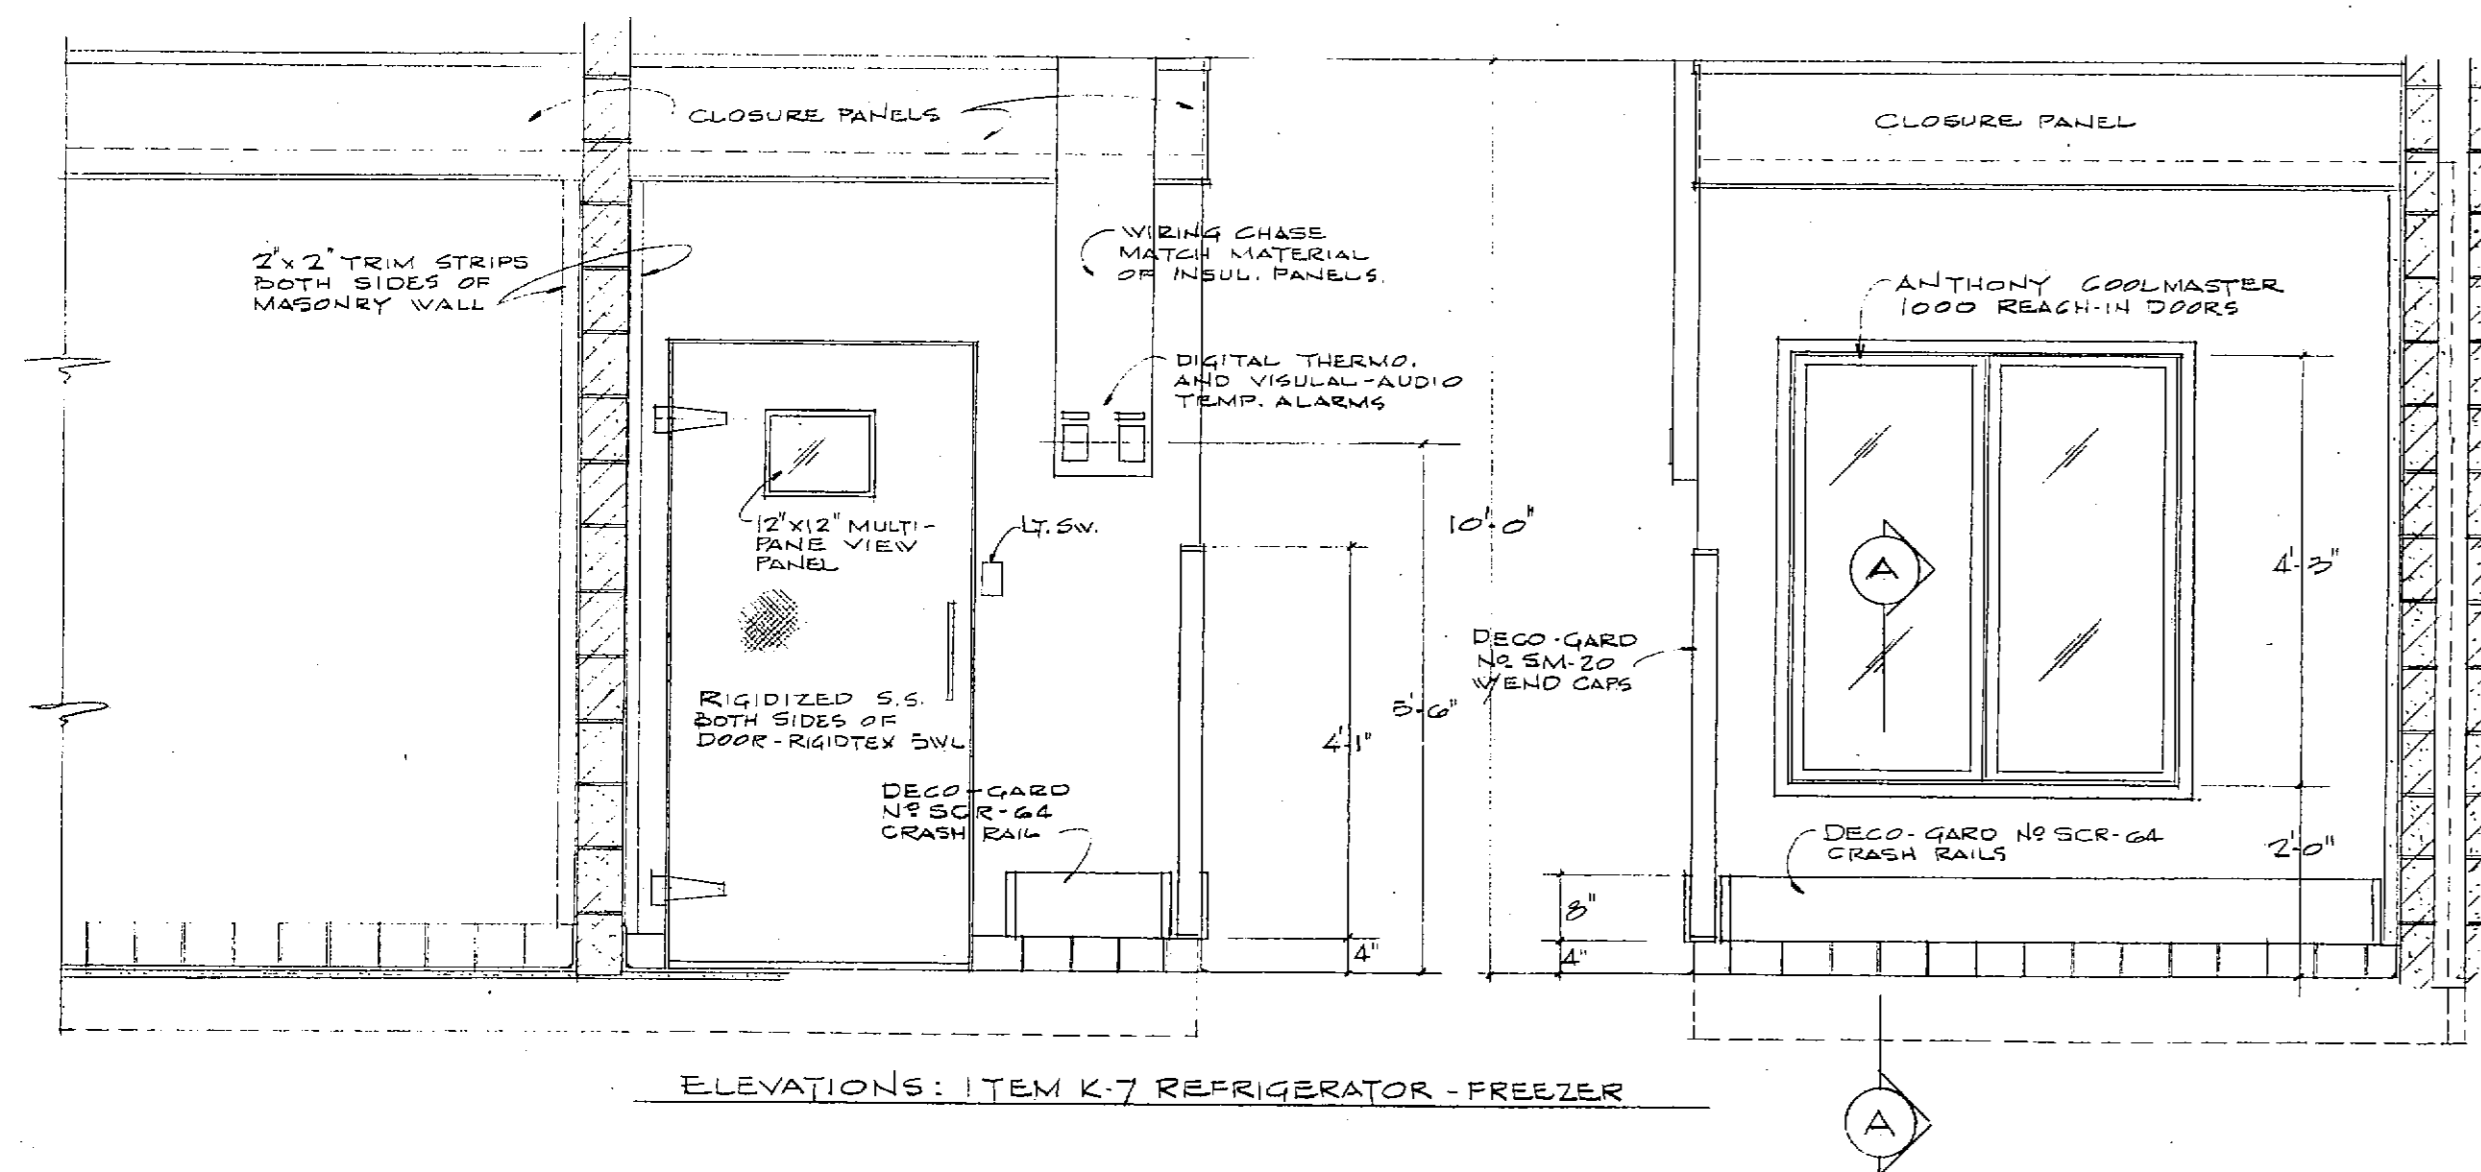 CLOSURE PANELS
2"x2" TRIM STRIPS
BOTH SIDES OF
MASONRY WALL
WIRING CHASE
MATCH MATERIAL
OF INSUL. PANELS.
DIGITAL THERMO.
AND VISULAL-AUDIO
TEMP. ALARMS
12"x12" MULTI-
PANE VIEW
PANEL
LT. SW.
RIGIDIZED S.S.
BOTH SIDES OF
DOOR-RIGIDTEX 5WL
DECO-GARD
Nº SCR-64
CRASH RAIL
4'-1"
4"
5'-6"
10'-0"
CLOSURE PANEL
ANTHONY COOLMASTER
1000 REACH-IN DOORS
A
4'-3"
DECO-GARD
Nº SM-20
W/END CAPS
DECO-GARD Nº SCR-64
CRASH RAILS
2'-0"
8"
4"
ELEVATIONS: ITEM K-7 REFRIGERATOR-FREEZER
A